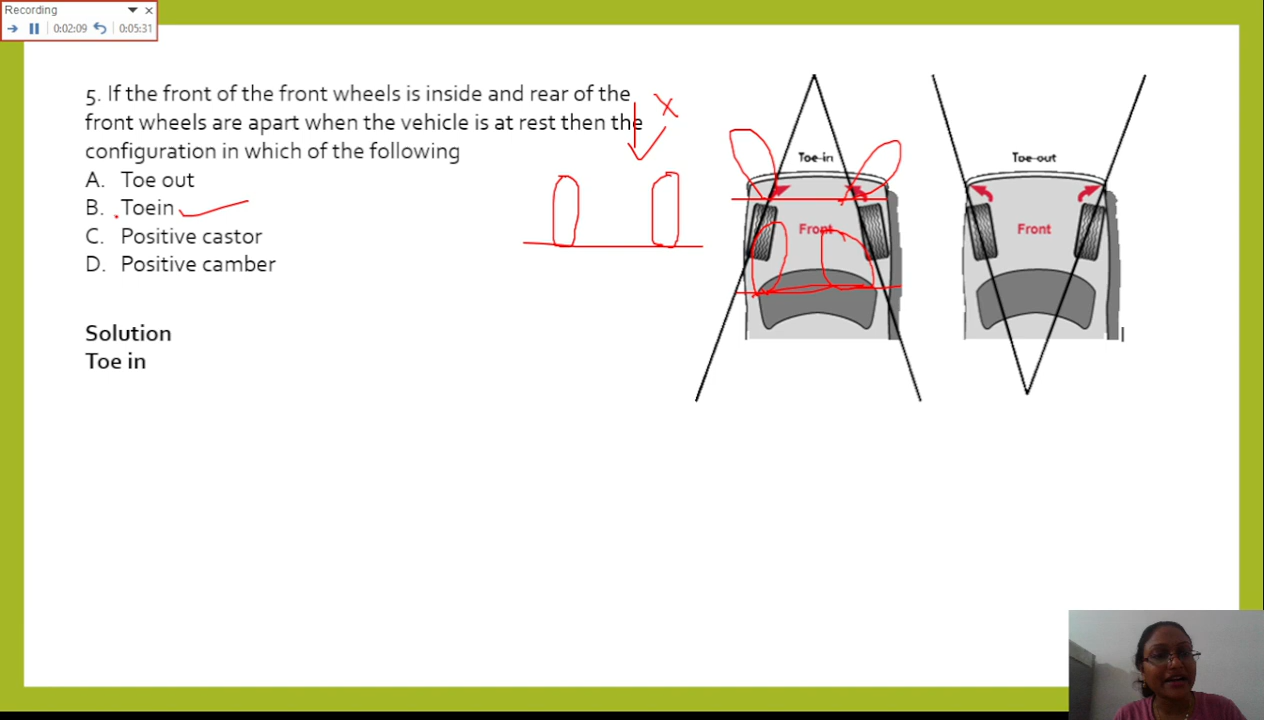 Recording
0:02:09 0:05:31
5. If the front of the front wheels is inside and rear of the
front wheels are apart when the vehicle is at rest then the
configuration in which of the following
A. Toe out
B. Toein
C. Positive castor
D. Positive camber
Solution
Toe in
X
Toe-in
Front
Toe-out
Front